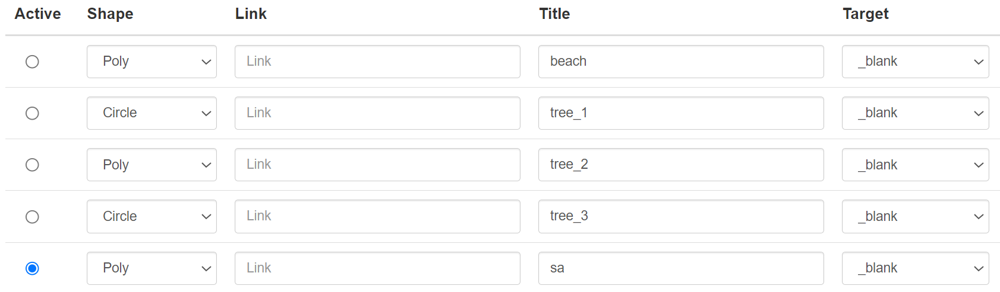 Active Shape Link Title Target
Poly Link beach _blank
Circle Link tree_1 _blank
Poly Link tree_2 _blank
Circle Link tree_3 _blank
Poly Link sa _blank